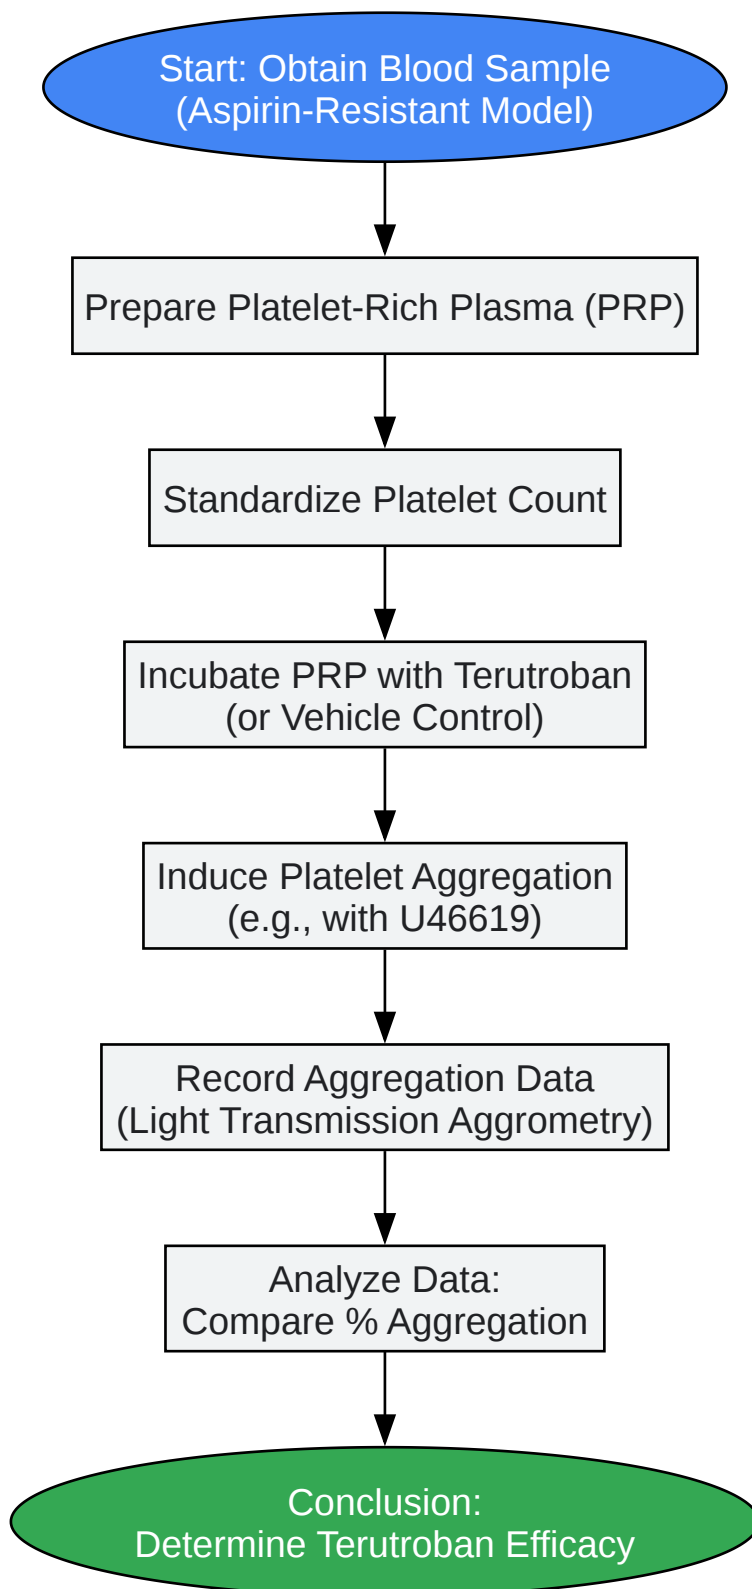 Start: Obtain Blood Sample
(Aspirin-Resistant Model)
Prepare Platelet-Rich Plasma (PRP)
Standardize Platelet Count
Incubate PRP with Terutroban
(or Vehicle Control)
Induce Platelet Aggregation
(e.g., with U46619)
Record Aggregation Data
(Light Transmission Aggrometry)
Analyze Data:
Compare % Aggregation
Conclusion:
Determine Terutroban Efficacy